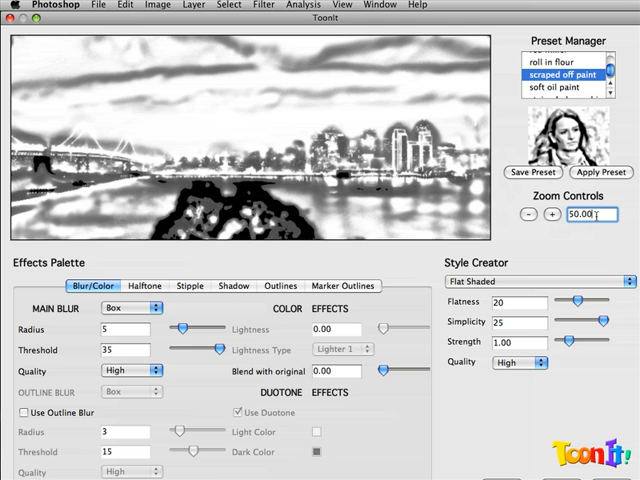 Photoshop File Edit Image Layer Select Filter Analysis View Window Help
ToonIt
Preset Manager
roll in flour
scraped off paint
soft oil paint
Save Preset Apply Preset
Zoom Controls
- + 50.00
Effects Palette
Blur/Color Halftone Stipple Shadow Outlines Marker Outlines
MAIN BLUR Box COLOR EFFECTS
Radius 5 Lightness 0.00
Threshold 35 Lightness Type Lighter 1
Quality High Blend with original 0.00
OUTLINE BLUR Box DUOTONE EFFECTS
Use Outline Blur Use Duotone
Radius 3 Light Color
Threshold 15 Dark Color
Quality High
Style Creator
Flat Shaded
Flatness 20
Simplicity 25
Strength 1.00
Quality High
ToonIt!